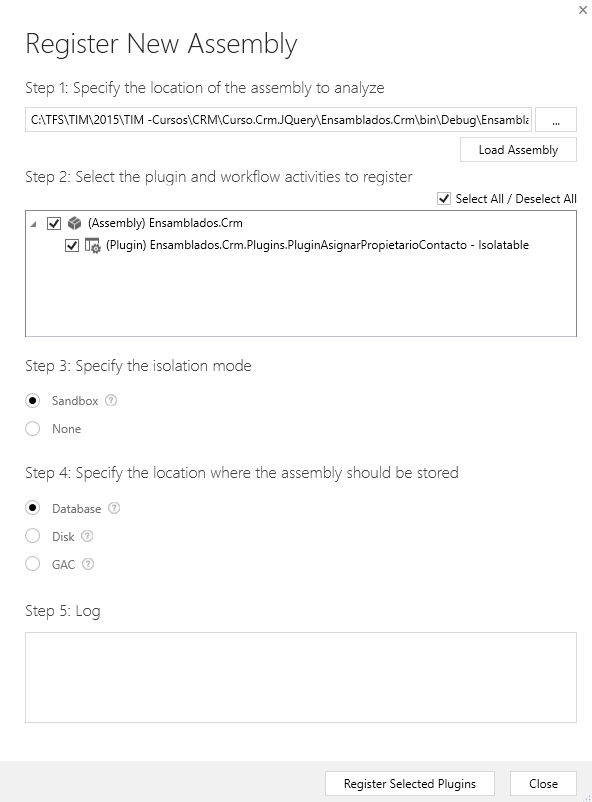 Register New Assembly
Step 1: Specify the location of the assembly to analyze
C:\TFS\TIM\2015\TIM -Cursos\CRM\Curso.Crm.JQuery\Ensamblados.Crm\bin\Debug\Ensambla
...
Load Assembly
Step 2: Select the plugin and workflow activities to register
Select All / Deselect All
(Assembly) Ensamblados.Crm
(Plugin) Ensamblados.Crm.Plugins.PluginAsignarPropietarioContacto - Isolatable
Step 3: Specify the isolation mode
Sandbox ?
None
Step 4: Specify the location where the assembly should be stored
Database ?
Disk ?
GAC ?
Step 5: Log
Register Selected Plugins
Close